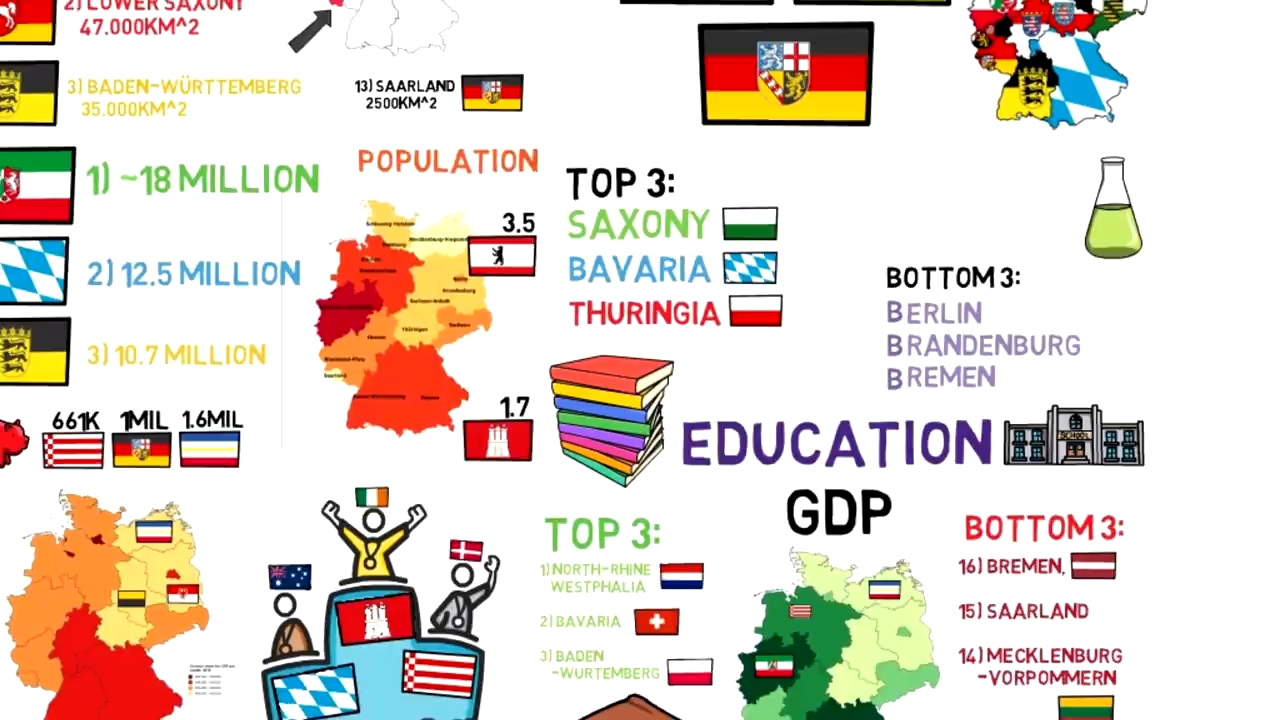 2) LOWER SAXONY
47.000KM^2
3) BADEN-WÜRTTEMBERG
35.000KM^2
13) SAARLAND
2500KM^2
1) ~18 MILLION
2) 12.5 MILLION
3) 10.7 MILLION
661K
1MIL
1.6MIL
POPULATION
3.5
1.7
TOP 3:
SAXONY
BAVARIA
THURINGIA
BOTTOM 3:
BERLIN
BRANDENBURG
BREMEN
SCHOOL
EDUCATION
GDP
TOP 3:
1) NORTH-RHINE
WESTPHALIA
2) BAVARIA
3) BADEN
-WURTEMBERG
BOTTOM 3:
16) BREMEN,
15) SAARLAND
14) MECKLENBURG
-VORPOMMERN